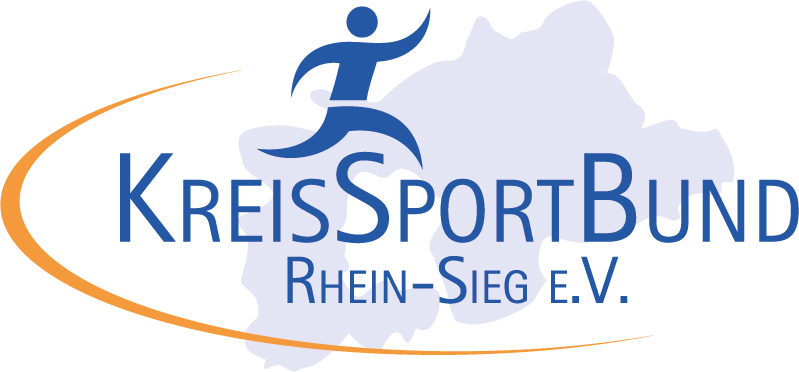 KREISSPORTBUND
RHEIN-SIEG E.V.